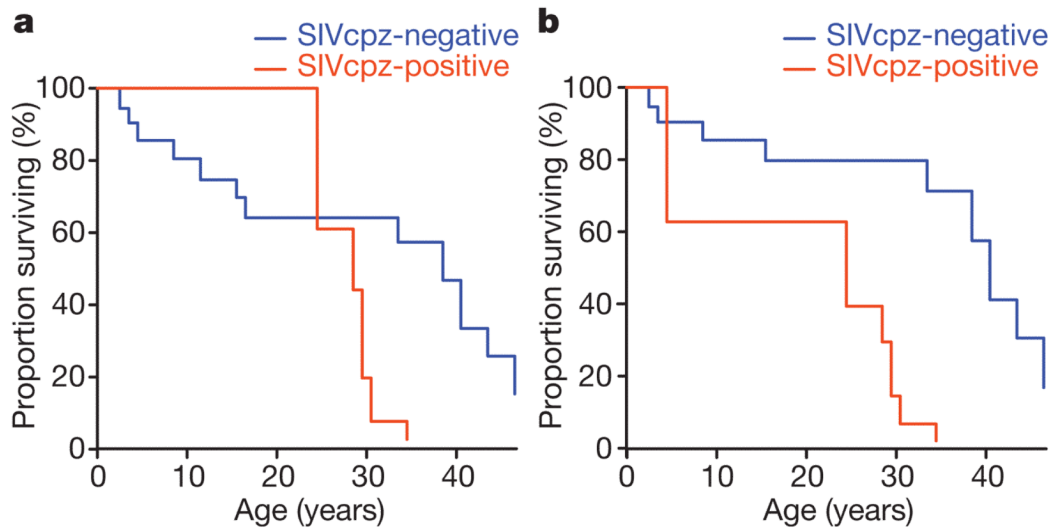 a
SIVcpz-negative
SIVcpz-positive
Proportion surviving (%)
100
80
60
40
20
0
0 10 20 30 40
Age (years)
b
SIVcpz-negative
SIVcpz-positive
Proportion surviving (%)
100
80
60
40
20
0
0 10 20 30 40
Age (years)